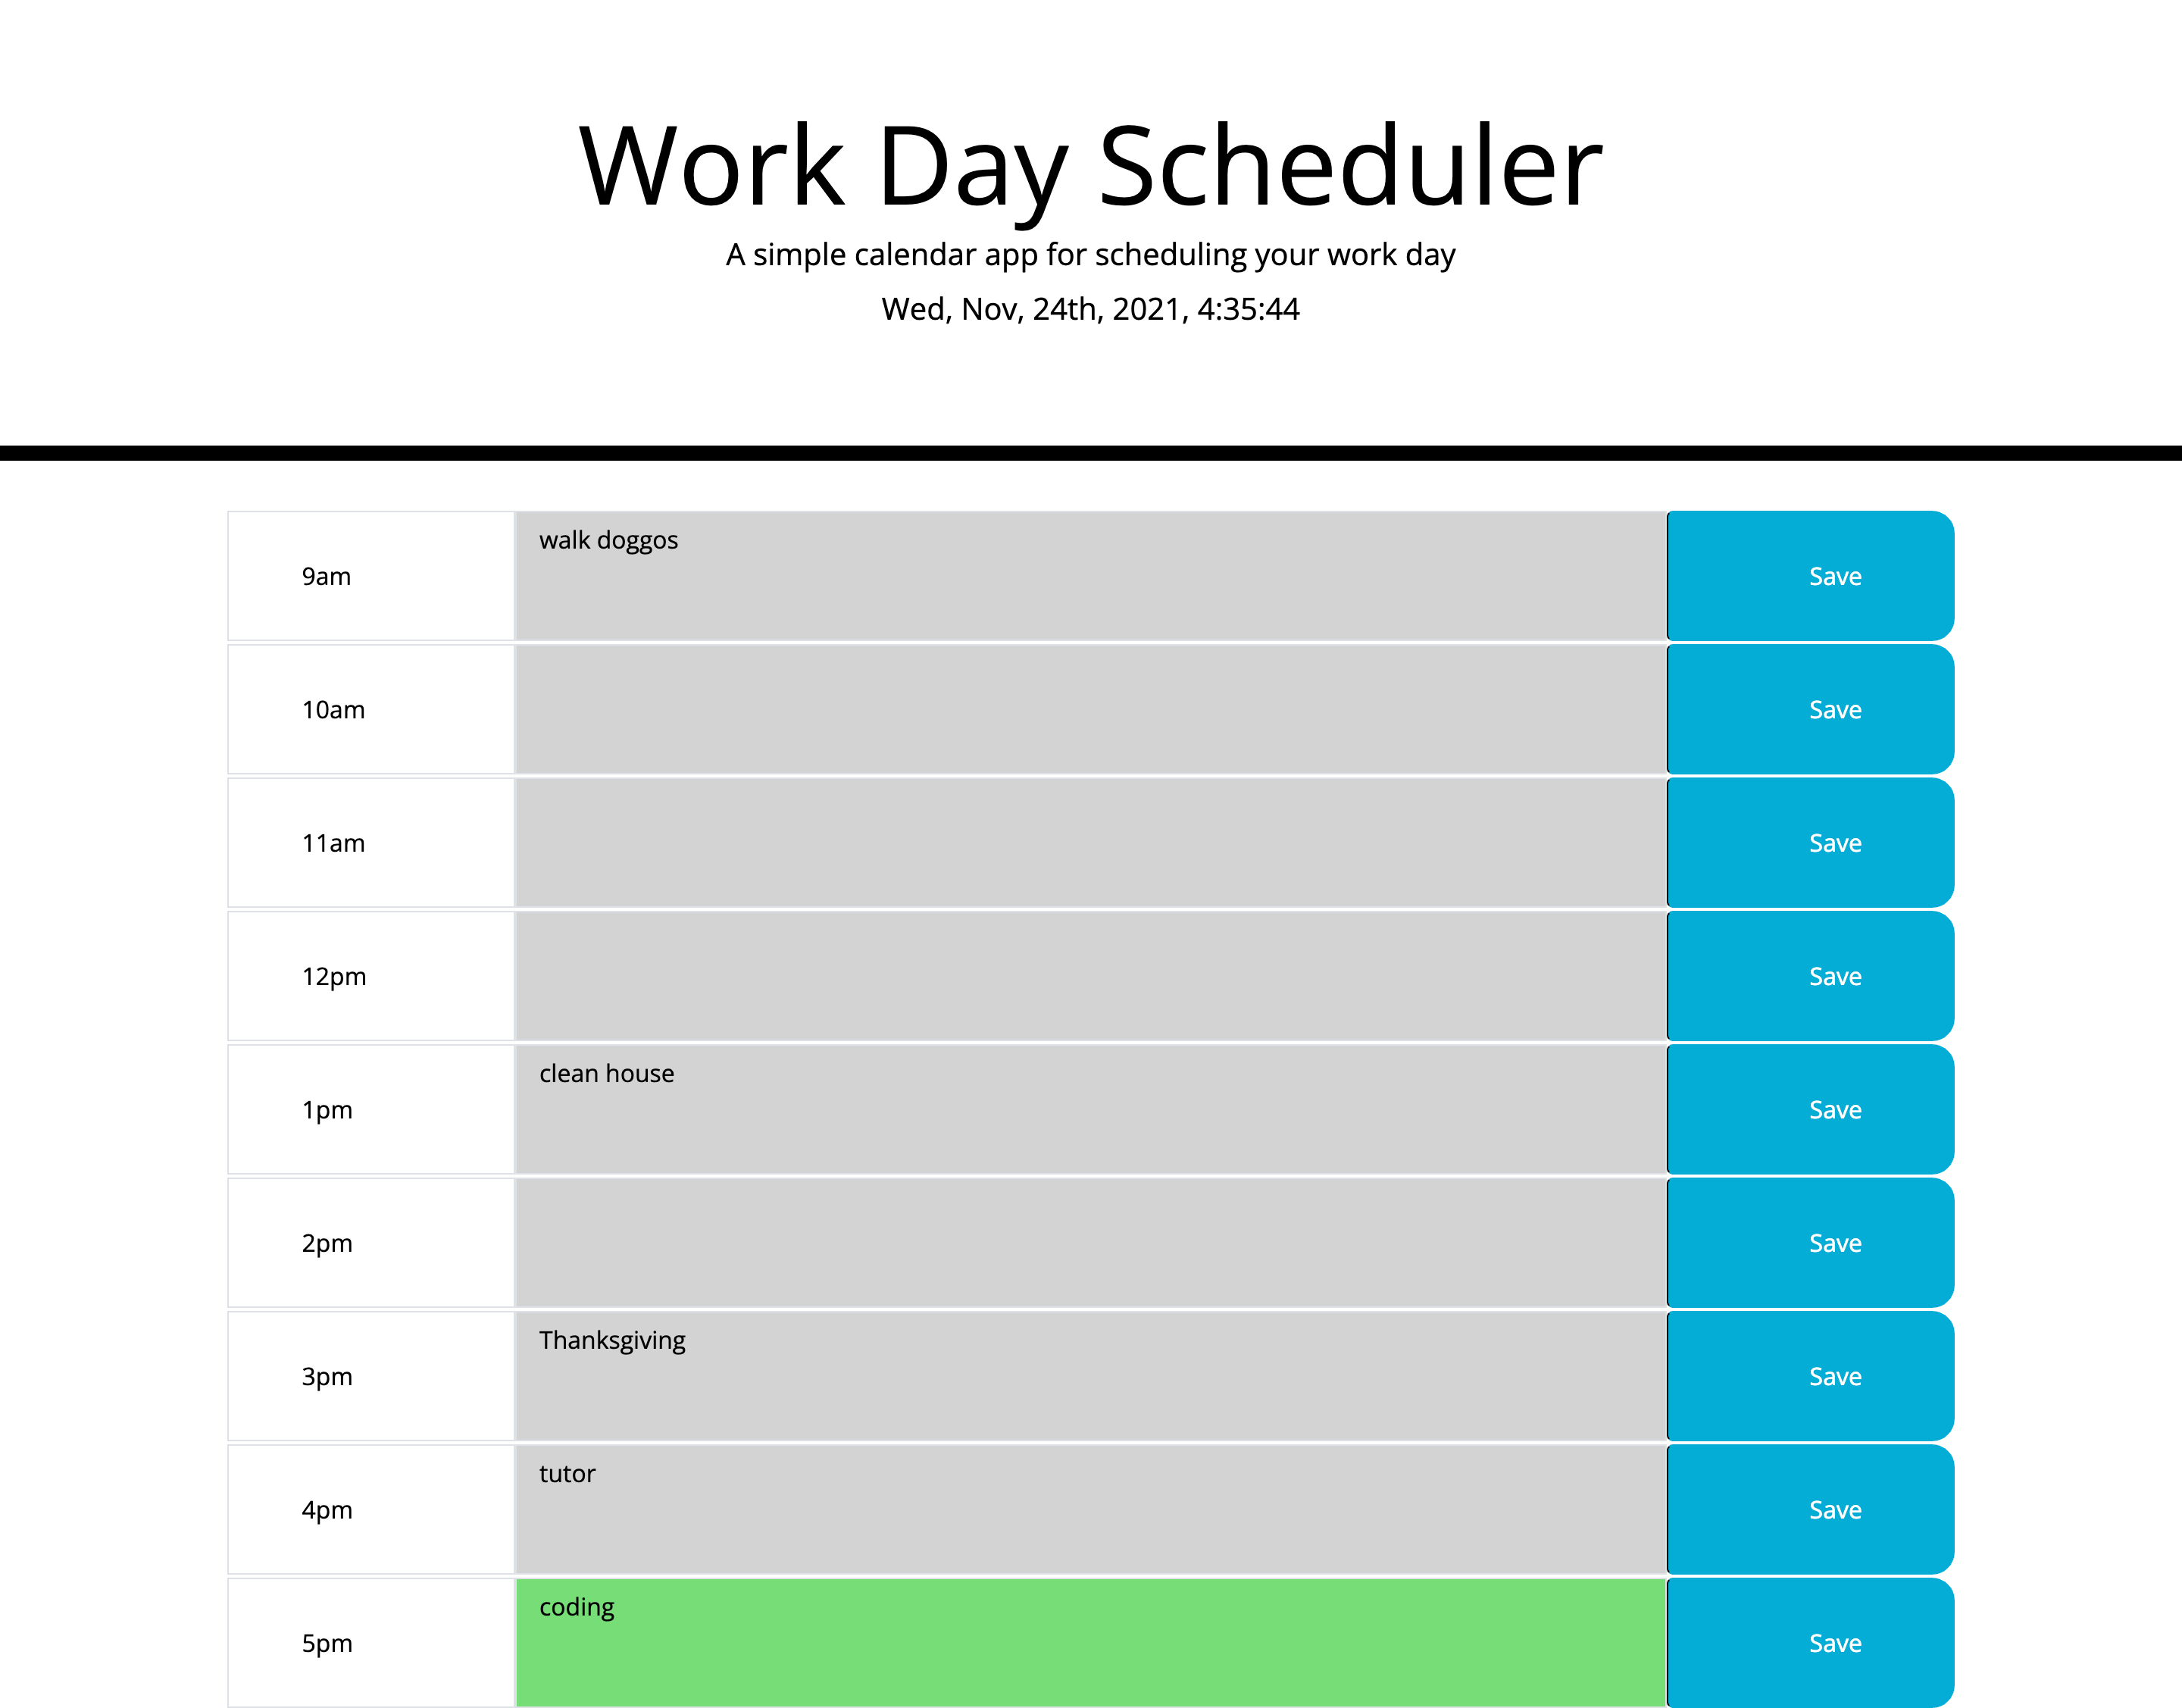 Work Day Scheduler
A simple calendar app for scheduling your work day
Wed, Nov, 24th, 2021, 4:35:44
walk doggos
9am Save
10am Save
11am Save
12pm Save
clean house
1pm Save
2pm Save
Thanksgiving
3pm Save
tutor
4pm Save
coding
5pm Save